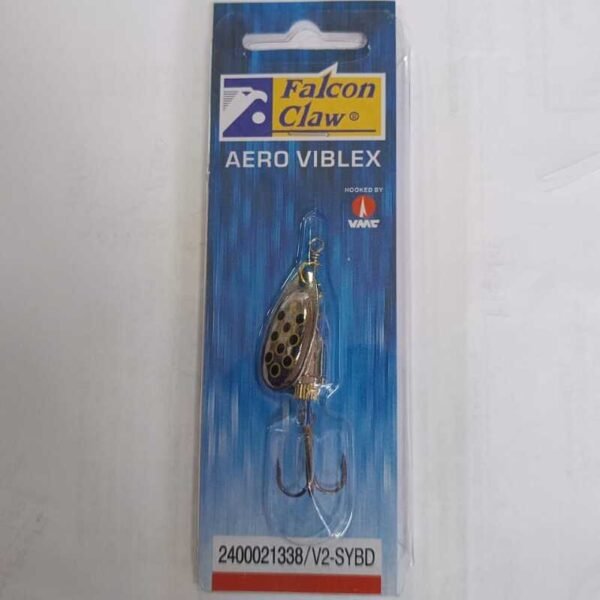 Falcon
Claw®
AERO VIBLEX
HOOKED BY
VMC
2400021338/V2-SYBD